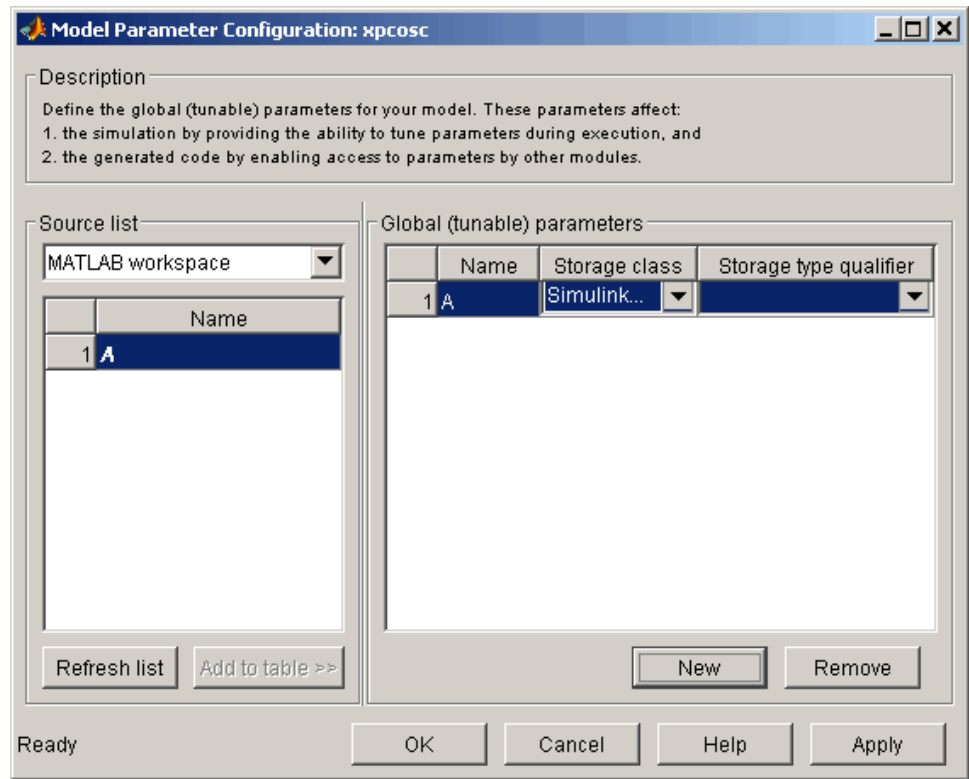 Model Parameter Configuration: xpcosc
Description
Define the global (tunable) parameters for your model. These parameters affect:
1. the simulation by providing the ability to tune parameters during execution, and
2. the generated code by enabling access to parameters by other modules.
Source list
MATLAB workspace
Name
1 A
Refresh list
Add to table >>
Global (tunable) parameters
Name Storage class Storage type qualifier
1 A Simulink...
New Remove
Ready OK Cancel Help Apply